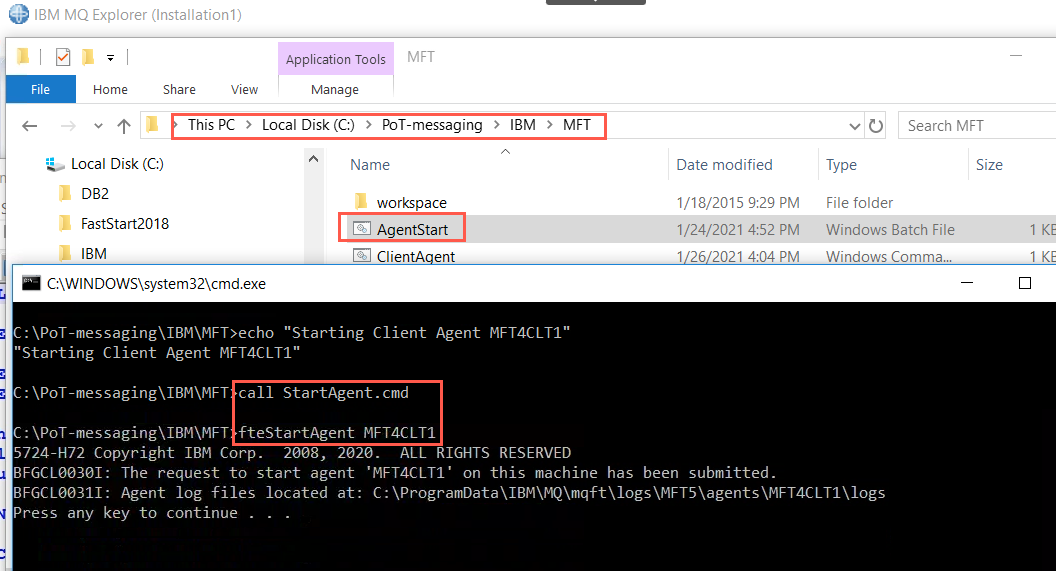 IBM MQ Explorer (Installation1)
Application Tools MFT
File Home Share View Manage
This PC > Local Disk (C:) > PoT-messaging > IBM > MFT Search MFT
Local Disk (C:) Name Date modified Type Size
DB2 workspace 1/18/2015 9:29 PM File folder
FastStart2018 AgentStart 1/24/2021 4:52 PM Windows Batch File 1 KB
IBM ClientAgent 1/26/2021 4:04 PM Windows Comma... 1 KB
C:\WINDOWS\system32\cmd.exe
C:\PoT-messaging\IBM\MFT>echo "Starting Client Agent MFT4CLT1"
"Starting Client Agent MFT4CLT1"
C:\PoT-messaging\IBM\MFT>call StartAgent.cmd
C:\PoT-messaging\IBM\MFT>fteStartAgent MFT4CLT1
5724-H72 Copyright IBM Corp.  2008, 2020.  ALL RIGHTS RESERVED
BFGCL0030I: The request to start agent 'MFT4CLT1' on this machine has been submitted.
BFGCL0031I: Agent log files located at: C:\ProgramData\IBM\MQ\mqft\logs\MFT5\agents\MFT4CLT1\logs
Press any key to continue . . .